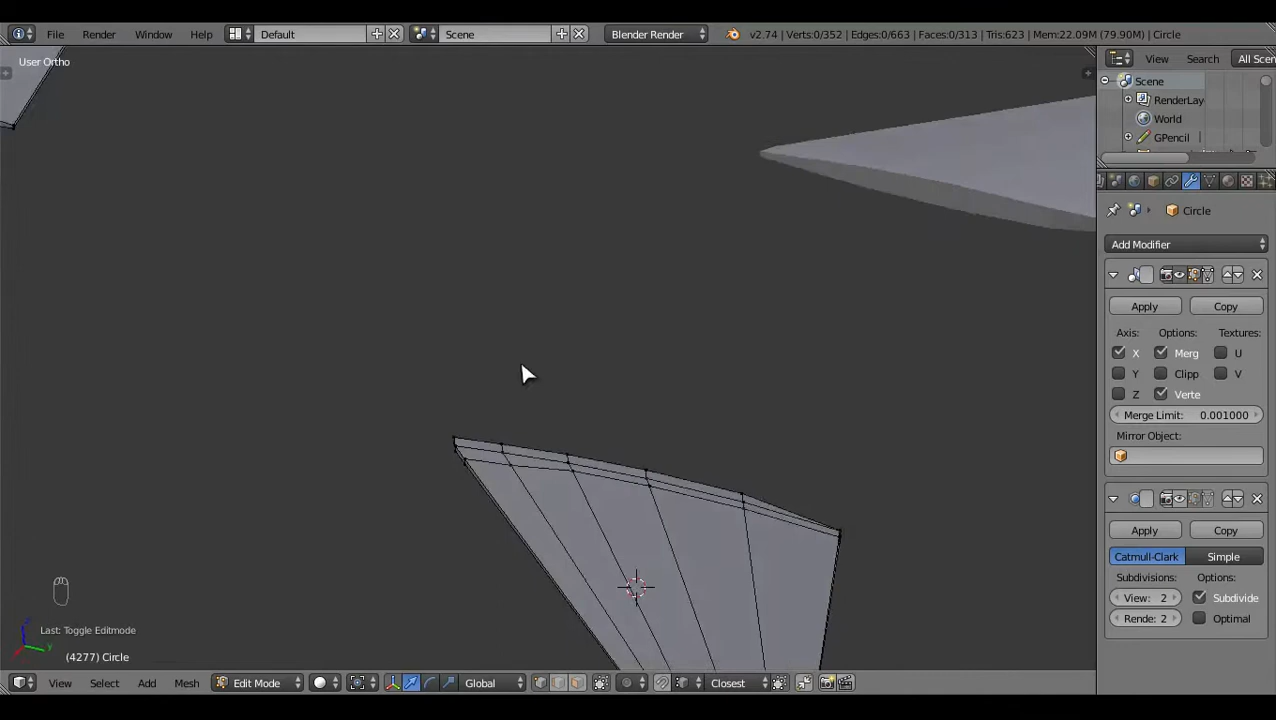 File Render Window Help Default Scene Blender Render v2.74 | Verts:0/352 | Edges:0/663 | Faces:0/313 | Tris:623 | Mem:22.09M (79.90M) | Circle
User Ortho
View Search All Scen
Scene
RenderLay
World
GPencil
Circle
Add Modifier
Apply Copy
Axis: Options: Textures:
X Merg U
Y Clipp V
Z Verte
Merge Limit: 0.001000
Mirror Object:
Apply Copy
Catmull-Clark Simple
Subdivisions: Options:
View: 2 Subdivide
Rende: 2 Optimal
Last: Toggle Editmode
(4277) Circle
View Select Add Mesh Edit Mode Global Closest